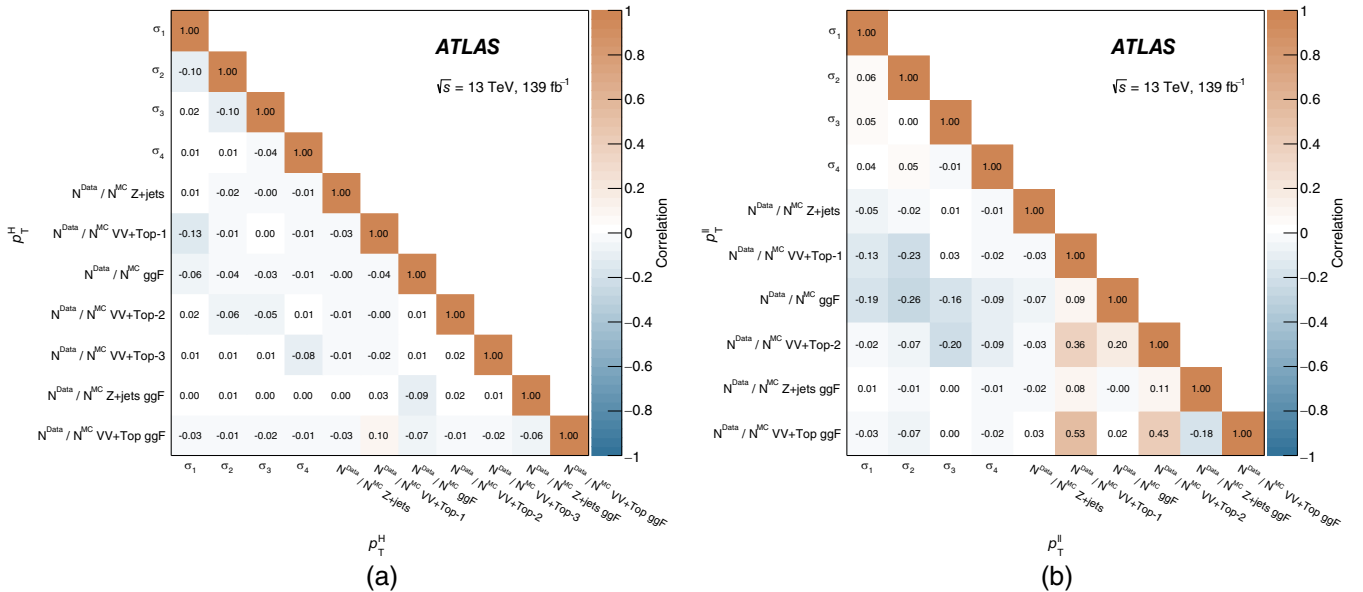 ATLAS
√s = 13 TeV, 139 fb⁻¹
p_T^H
σ₁ 1.00
σ₂ -0.10 1.00
σ₃ 0.02 -0.10 1.00
σ₄ 0.01 0.01 -0.04 1.00
N^Data / N^MC Z+jets 0.01 -0.02 -0.00 -0.01 1.00
N^Data / N^MC VV+Top-1 -0.13 -0.01 0.00 -0.01 -0.03 1.00
N^Data / N^MC ggF -0.06 -0.04 -0.03 -0.01 -0.00 -0.04 1.00
N^Data / N^MC VV+Top-2 0.02 -0.06 -0.05 0.01 -0.01 -0.00 0.01 1.00
N^Data / N^MC VV+Top-3 0.01 0.01 0.01 -0.08 -0.01 -0.02 0.01 0.02 1.00
N^Data / N^MC Z+jets ggF 0.00 0.01 0.00 0.00 0.00 0.03 -0.09 0.02 0.01 1.00
N^Data / N^MC VV+Top ggF -0.03 -0.01 -0.02 -0.01 -0.03 0.10 -0.07 -0.01 -0.02 -0.06 1.00
σ₁ σ₂ σ₃ σ₄
N^Data / N^MC Z+jets
N^Data / N^MC VV+Top-1
N^Data / N^MC ggF
N^Data / N^MC VV+Top-2
N^Data / N^MC VV+Top-3
N^Data / N^MC Z+jets ggF
N^Data / N^MC VV+Top ggF
p_T^H
1
0.8
0.6
0.4
0.2
0
−0.2
−0.4
−0.6
−0.8
−1
Correlation
(a)
ATLAS
√s = 13 TeV, 139 fb⁻¹
p_T^ll
σ₁ 1.00
σ₂ 0.06 1.00
σ₃ 0.05 0.00 1.00
σ₄ 0.04 0.05 -0.01 1.00
N^Data / N^MC Z+jets -0.05 -0.02 0.01 -0.01 1.00
N^Data / N^MC VV+Top-1 -0.13 -0.23 0.03 -0.02 -0.03 1.00
N^Data / N^MC ggF -0.19 -0.26 -0.16 -0.09 -0.07 0.09 1.00
N^Data / N^MC VV+Top-2 -0.02 -0.07 -0.20 -0.09 -0.03 0.36 0.20 1.00
N^Data / N^MC Z+jets ggF 0.01 -0.01 0.00 -0.01 -0.02 0.08 -0.00 0.11 1.00
N^Data / N^MC VV+Top ggF -0.03 -0.07 0.00 -0.02 0.03 0.53 0.02 0.43 -0.18 1.00
σ₁ σ₂ σ₃ σ₄
N^Data / N^MC Z+jets
N^Data / N^MC VV+Top-1
N^Data / N^MC ggF
N^Data / N^MC VV+Top-2
N^Data / N^MC Z+jets ggF
N^Data / N^MC VV+Top ggF
p_T^ll
1
0.8
0.6
0.4
0.2
0
−0.2
−0.4
−0.6
−0.8
−1
Correlation
(b)